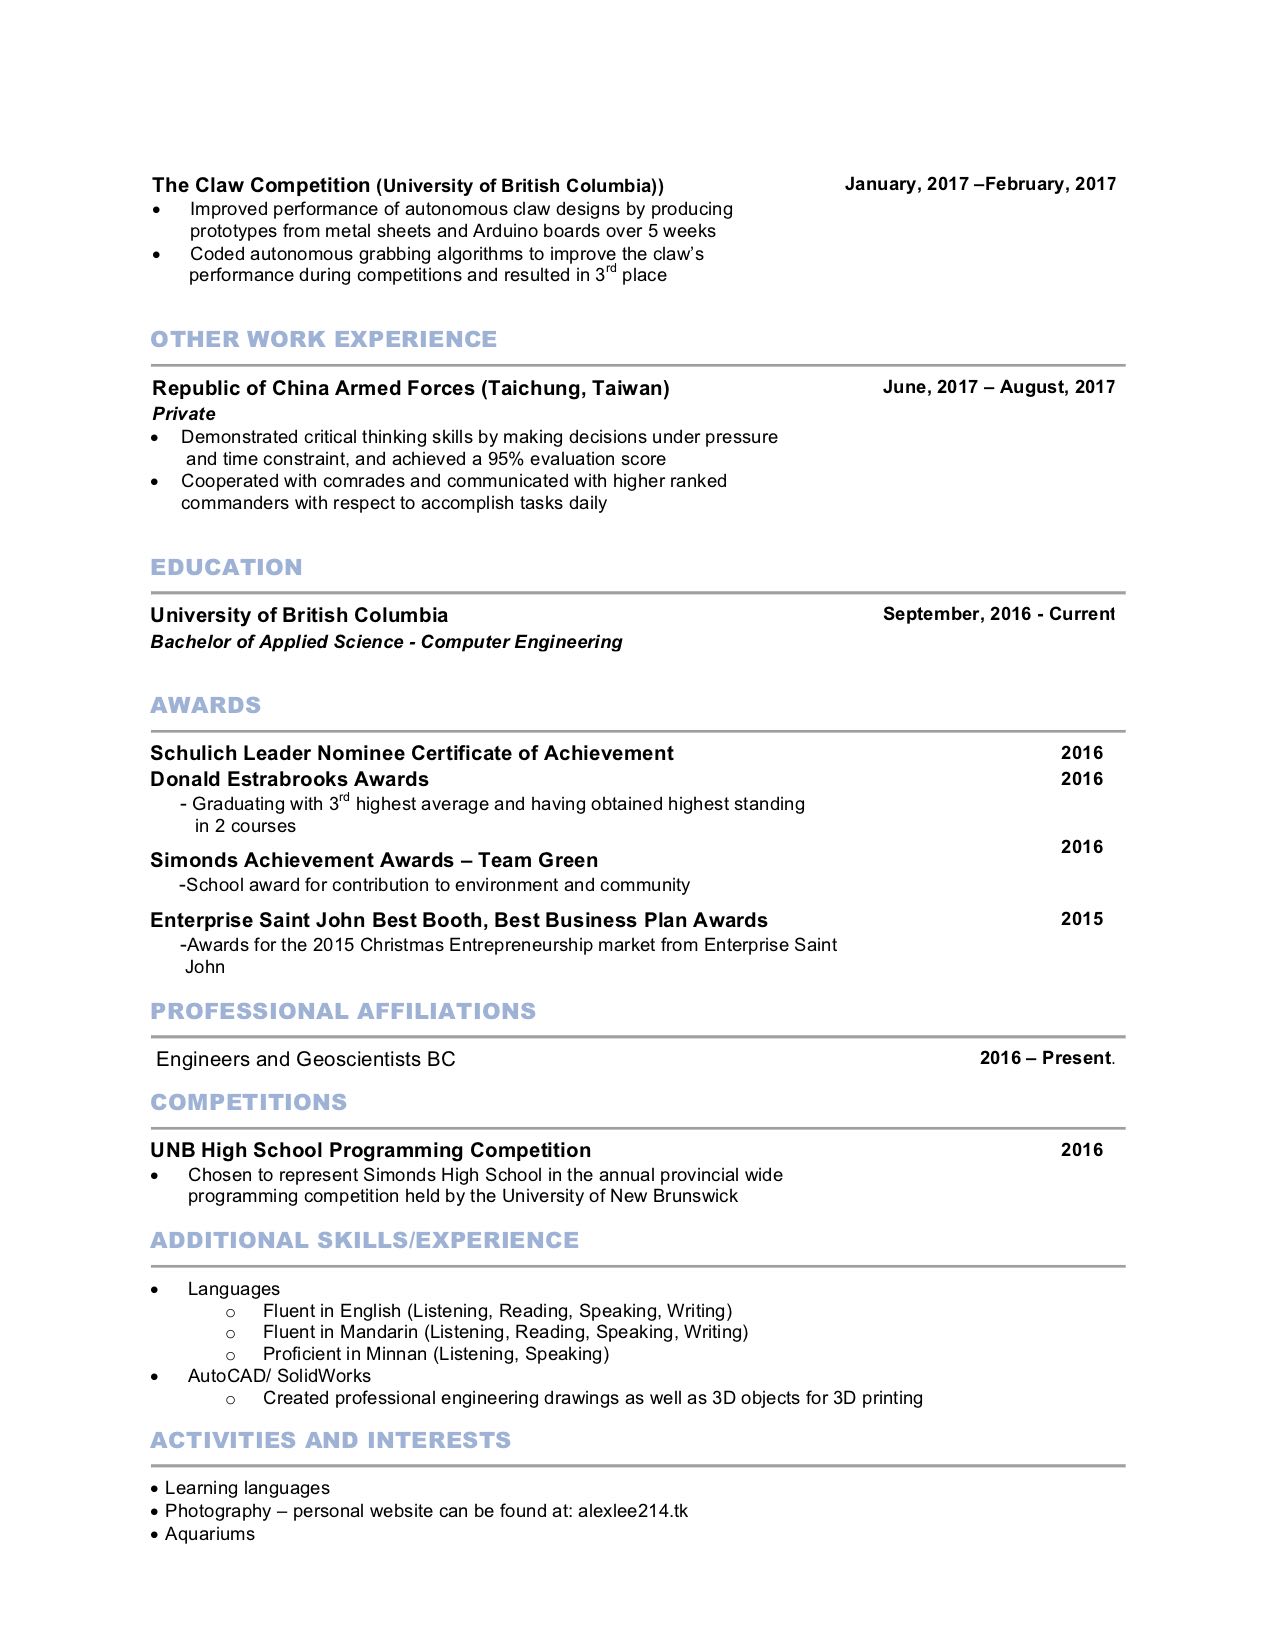 The Claw Competition (University of British Columbia)) January, 2017 –February, 2017
• Improved performance of autonomous claw designs by producing
prototypes from metal sheets and Arduino boards over 5 weeks
• Coded autonomous grabbing algorithms to improve the claw's
performance during competitions and resulted in 3rd place
OTHER WORK EXPERIENCE
Republic of China Armed Forces (Taichung, Taiwan) June, 2017 – August, 2017
Private
• Demonstrated critical thinking skills by making decisions under pressure
and time constraint, and achieved a 95% evaluation score
• Cooperated with comrades and communicated with higher ranked
commanders with respect to accomplish tasks daily
EDUCATION
University of British Columbia September, 2016 - Current
Bachelor of Applied Science - Computer Engineering
AWARDS
Schulich Leader Nominee Certificate of Achievement 2016
Donald Estrabrooks Awards 2016
- Graduating with 3rd highest average and having obtained highest standing
in 2 courses
Simonds Achievement Awards – Team Green 2016
-School award for contribution to environment and community
Enterprise Saint John Best Booth, Best Business Plan Awards 2015
-Awards for the 2015 Christmas Entrepreneurship market from Enterprise Saint
John
PROFESSIONAL AFFILIATIONS
Engineers and Geoscientists BC 2016 – Present.
COMPETITIONS
UNB High School Programming Competition 2016
• Chosen to represent Simonds High School in the annual provincial wide
programming competition held by the University of New Brunswick
ADDITIONAL SKILLS/EXPERIENCE
• Languages
o Fluent in English (Listening, Reading, Speaking, Writing)
o Fluent in Mandarin (Listening, Reading, Speaking, Writing)
o Proficient in Minnan (Listening, Speaking)
• AutoCAD/ SolidWorks
o Created professional engineering drawings as well as 3D objects for 3D printing
ACTIVITIES AND INTERESTS
• Learning languages
• Photography – personal website can be found at: alexlee214.tk
• Aquariums